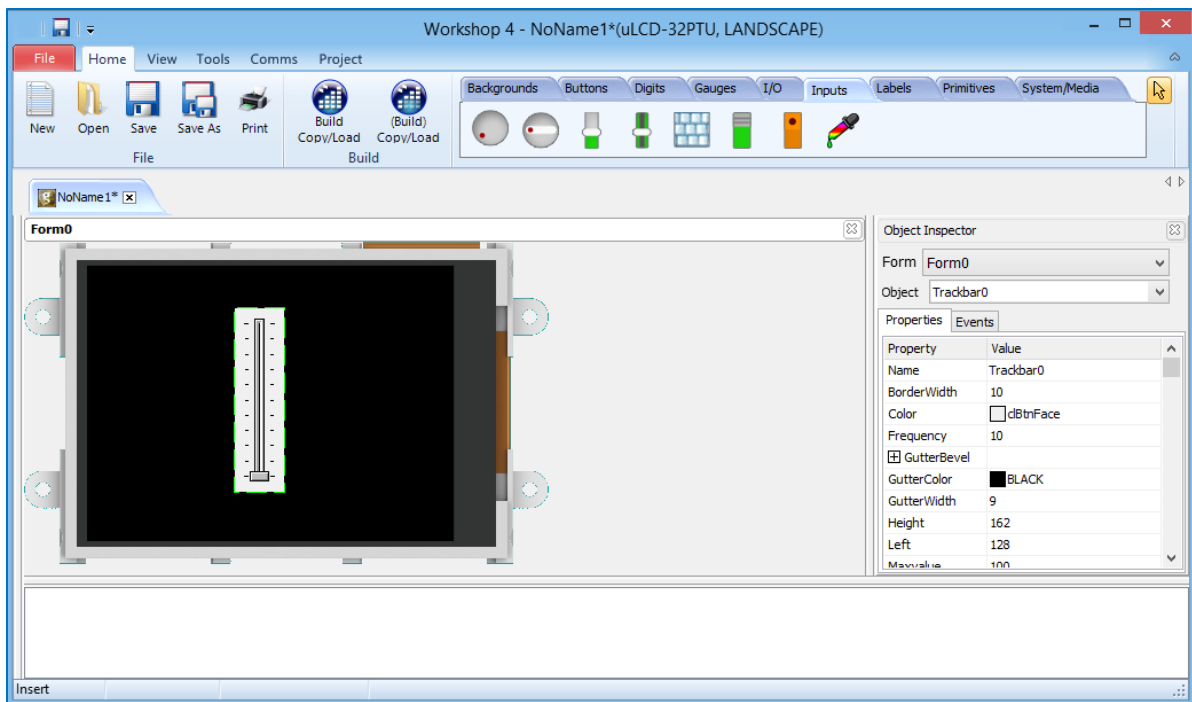 Workshop 4 - NoName1*(uLCD-32PTU, LANDSCAPE)
File Home View Tools Comms Project
Backgrounds Buttons Digits Gauges I/O Inputs Labels Primitives System/Media
New Open Save Save As Print
Build Copy/Load
(Build) Copy/Load
File Build
NoName1*
Form0
Object Inspector
Form Form0
Object Trackbar0
Properties Events
Property Value
Name Trackbar0
BorderWidth 10
Color clBtnFace
Frequency 10
GutterBevel
GutterColor BLACK
GutterWidth 9
Height 162
Left 128
Maxvalue 100
Insert